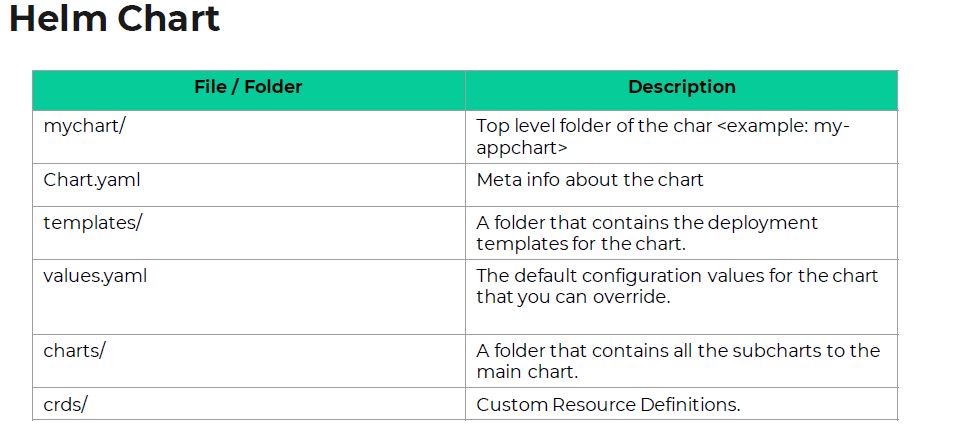 Helm Chart
File / Folder
Description
mychart/
Top level folder of the char <example: my-
appchart>
Chart.yaml
Meta info about the chart
templates/
A folder that contains the deployment
templates for the chart.
values.yaml
The default configuration values for the chart
that you can override.
charts/
A folder that contains all the subcharts to the
main chart.
crds/
Custom Resource Definitions.